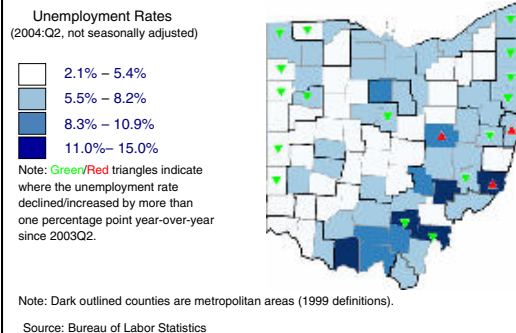 Unemployment Rates
(2004:Q2, not seasonally adjusted)
2.1% – 5.4%
5.5% – 8.2%
8.3% – 10.9%
11.0%– 15.0%
Note: Green/Red triangles indicate
where the unemployment rate
declined/increased by more than
one percentage point year-over-year
since 2003Q2.
Note: Dark outlined counties are metropolitan areas (1999 definitions).
Source: Bureau of Labor Statistics